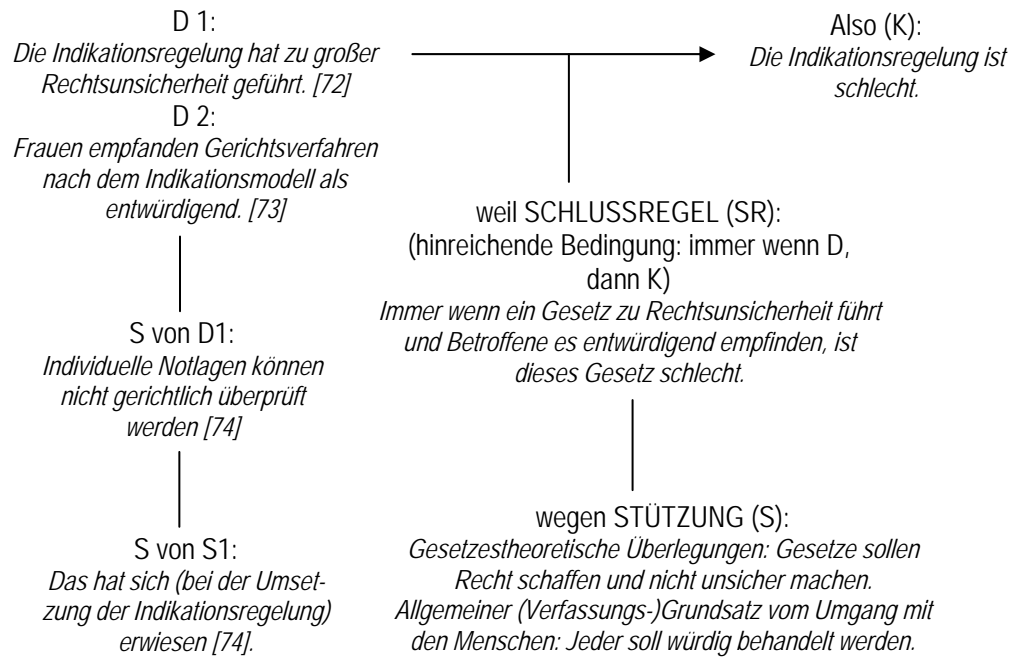 D 1:
Die Indikationsregelung hat zu großer
Rechtsunsicherheit geführt. [72]
D 2:
Frauen empfanden Gerichtsverfahren
nach dem Indikationsmodell als
entwürdigend. [73]
S von D1:
Individuelle Notlagen können
nicht gerichtlich überprüft
werden [74]
S von S1:
Das hat sich (bei der Umset-
zung der Indikationsregelung)
erwiesen [74].
Also (K):
Die Indikationsregelung ist
schlecht.
weil SCHLUSSREGEL (SR):
(hinreichende Bedingung: immer wenn D,
dann K)
Immer wenn ein Gesetz zu Rechtsunsicherheit führt
und Betroffene es entwürdigend empfinden, ist
dieses Gesetz schlecht.
wegen STÜTZUNG (S):
Gesetzestheoretische Überlegungen: Gesetze sollen
Recht schaffen und nicht unsicher machen.
Allgemeiner (Verfassungs-)Grundsatz vom Umgang mit
den Menschen: Jeder soll würdig behandelt werden.